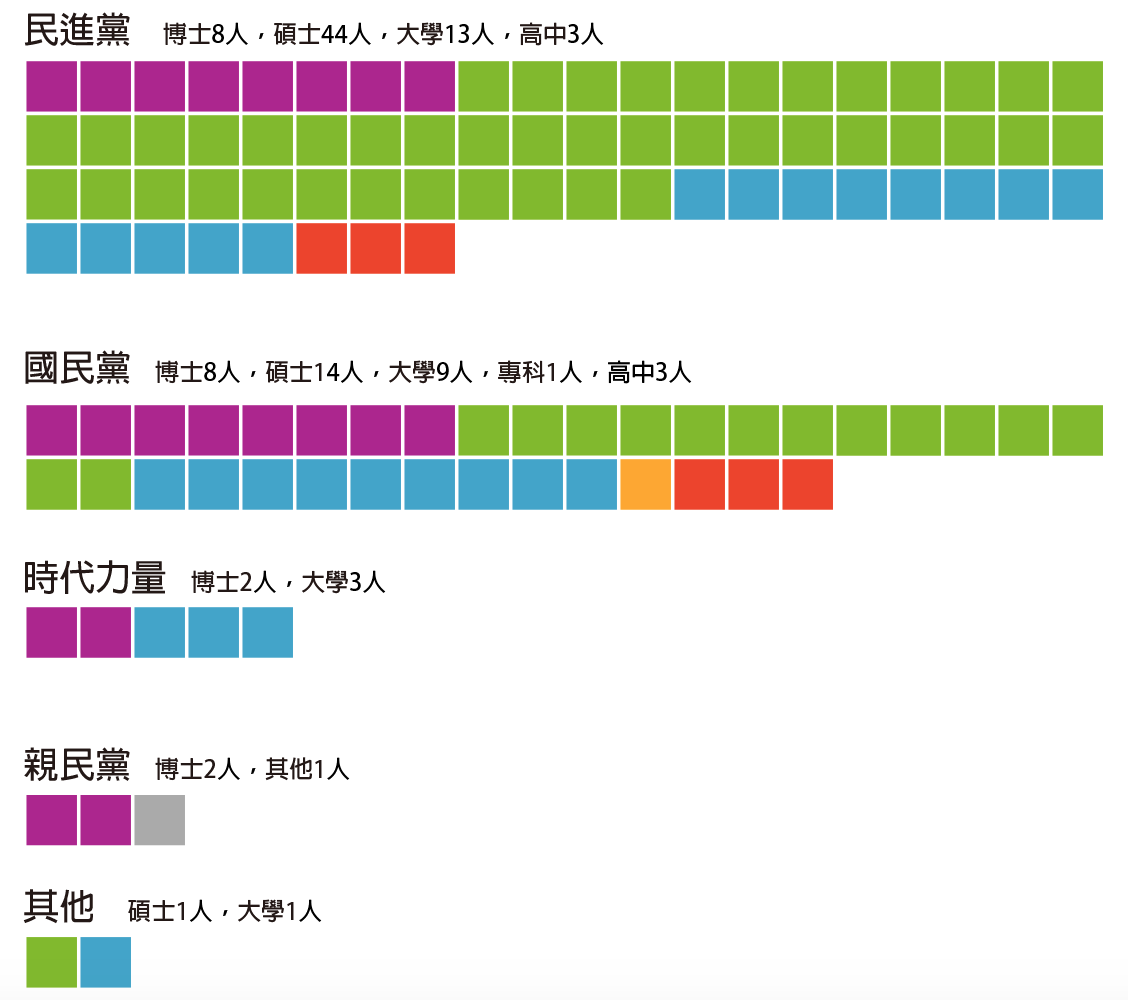 民進黨 博士8人，碩士44人，大學13人，高中3人
國民黨 博士8人，碩士14人，大學9人，專科1人，高中3人
時代力量 博士2人，大學3人
親民黨 博士2人，其他1人
其他 碩士1人，大學1人